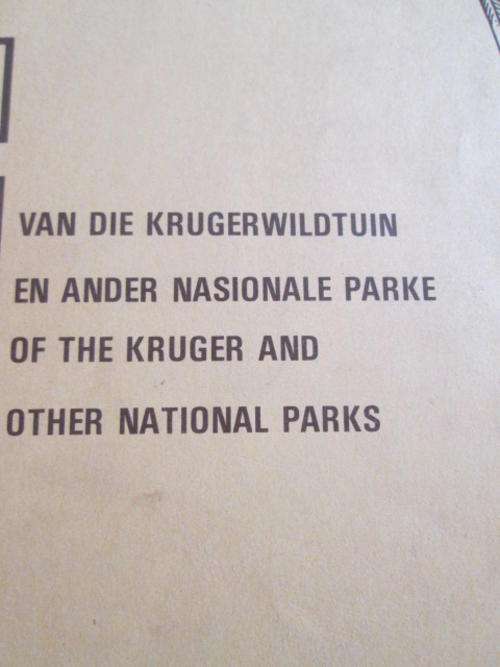 VAN DIE KRUGERWILDTUIN
EN ANDER NASIONALE PARKE
OF THE KRUGER AND
OTHER NATIONAL PARKS